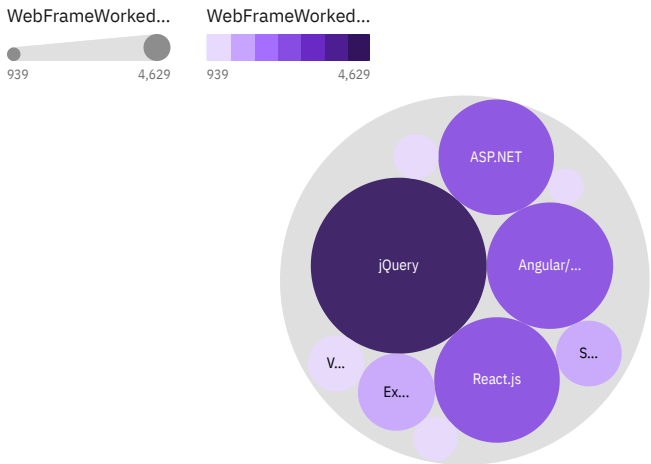 WebFrameWorked... WebFrameWorked...
939 4,629 939 4,629
ASP.NET
jQuery Angular/...
V... S...
Ex... React.js